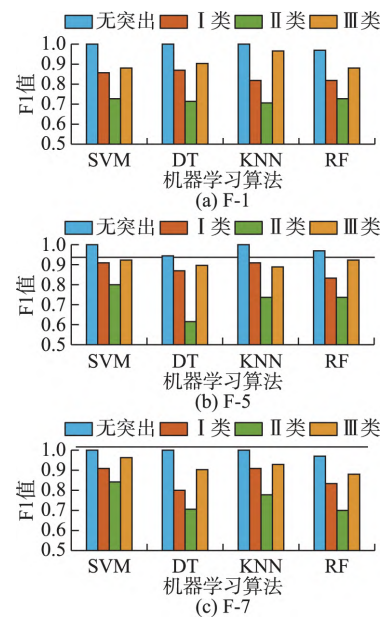 无突出 Ⅰ类 Ⅱ类 Ⅲ类
1.0
0.9
0.8
0.7
0.6
0.5
F1值
SVM DT KNN RF
机器学习算法
(a) F-1
无突出 Ⅰ类 Ⅱ类 Ⅲ类
1.0
0.9
0.8
0.7
0.6
0.5
F1值
SVM DT KNN RF
机器学习算法
(b) F-5
无突出 Ⅰ类 Ⅱ类 Ⅲ类
1.0
0.9
0.8
0.7
0.6
0.5
F1值
SVM DT KNN RF
机器学习算法
(c) F-7